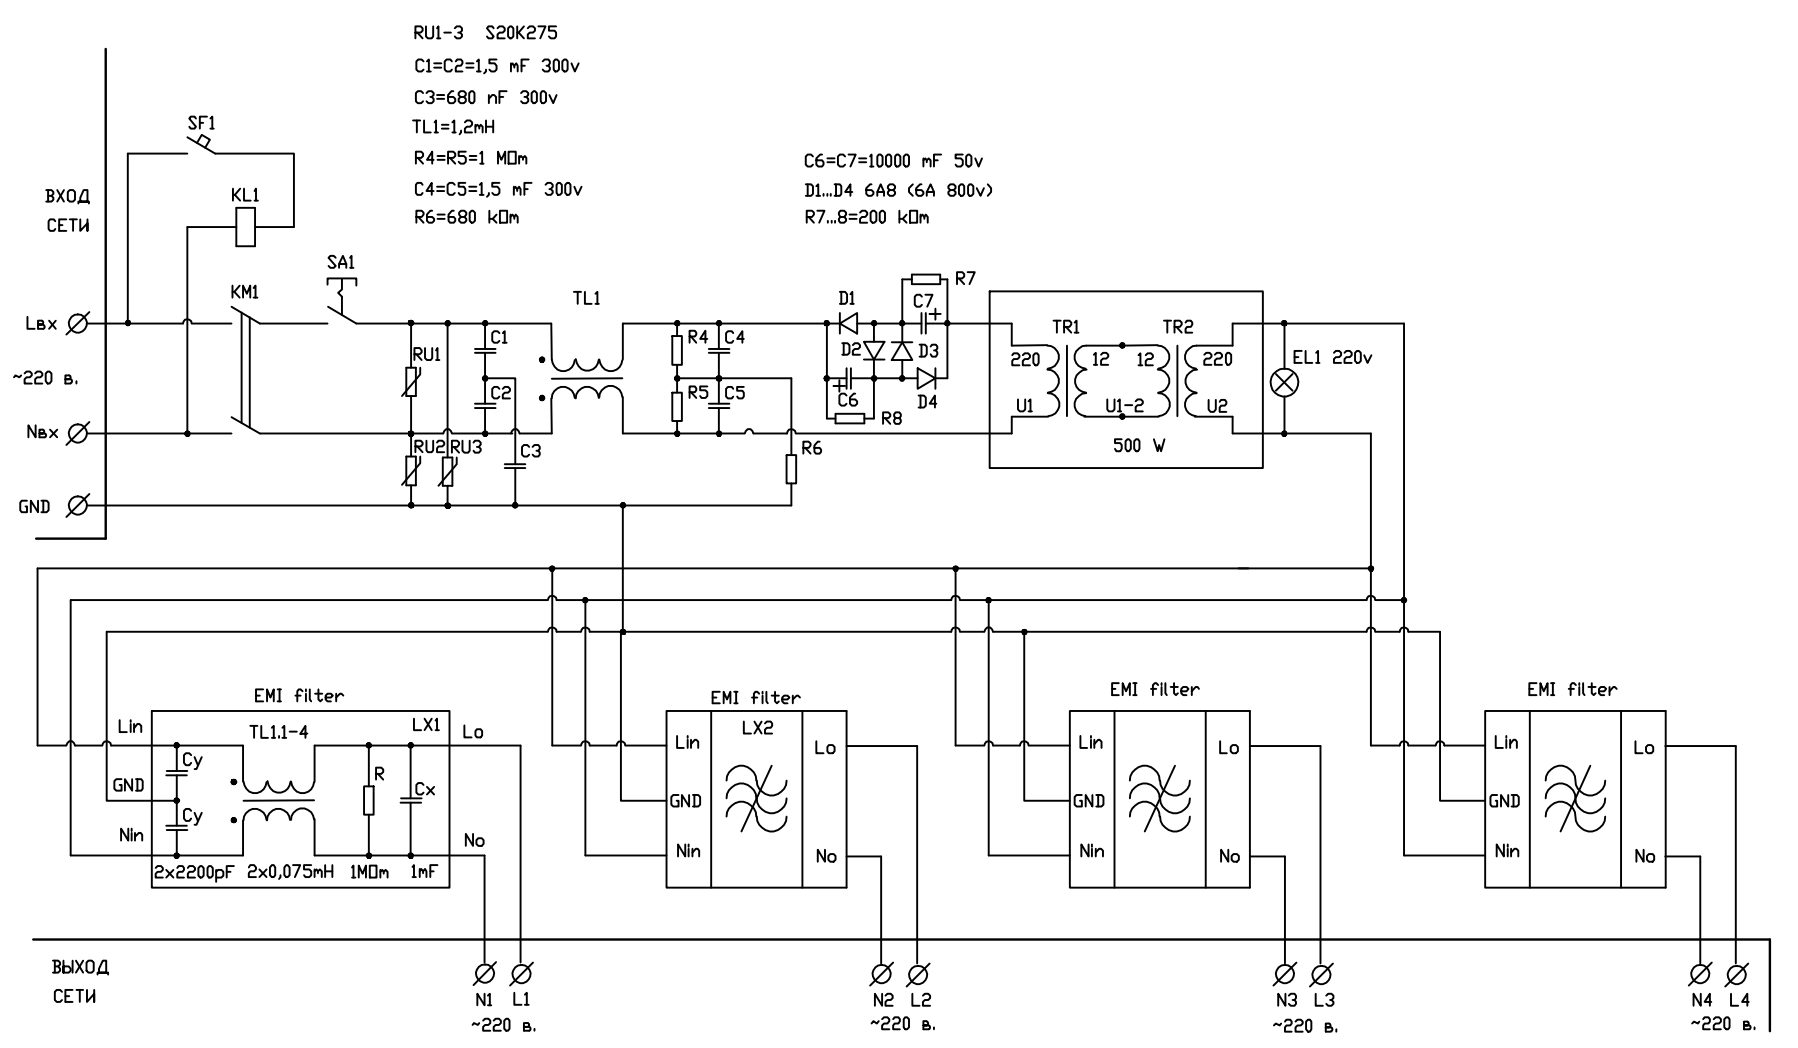 RU1-3 S20K275
C1=C2=1,5 mF 300v
C3=680 nF 300v
TL1=1,2mH
R4=R5=1 MOm
C4=C5=1,5 mF 300v
R6=680 kOm
C6=C7=10000 mF 50v
D1...D4 6A8 (6A 800v)
R7...8=200 kOm
SF1
KL1
ВХОД
СЕТИ
SA1
KM1
TL1
Lвх
~220 в.
Nвх
GND
RU1
RU2
RU3
C1
C2
C3
R4
C4
R5
C5
R6
D1
C7
R7
D2
D3
C6
D4
R8
TR1
TR2
220
12
12
220
U1
U1-2
U2
500 W
EL1 220v
EMI filter
Lin
TL1.1-4
LX1
Lo
Cy
GND
R
Cx
Cy
Nin
No
2x2200pF
2x0,075mH
1MOm
1mF
EMI filter
LX2
Lin
Lo
GND
Nin
No
EMI filter
Lin
Lo
GND
Nin
No
EMI filter
Lin
Lo
GND
Nin
No
ВЫХОД
СЕТИ
N1 L1
~220 в.
N2 L2
~220 в.
N3 L3
~220 в.
N4 L4
~220 в.